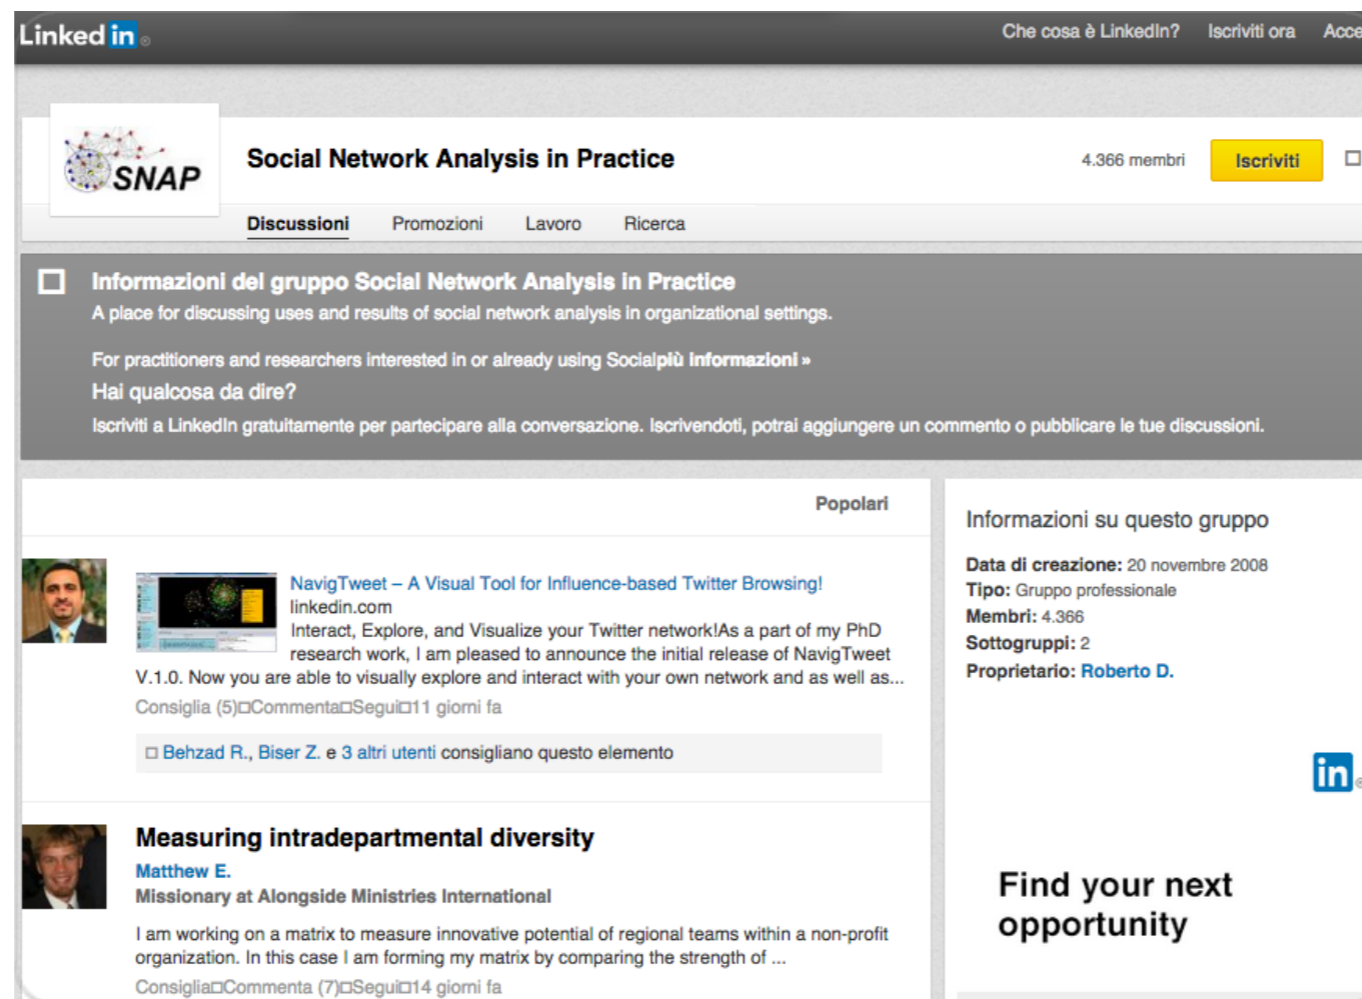 Linked in ®
Che cosa è LinkedIn? Iscriviti ora Acce
SNAP
Social Network Analysis in Practice
4.366 membri
Iscriviti
Discussioni Promozioni Lavoro Ricerca
Informazioni del gruppo Social Network Analysis in Practice
A place for discussing uses and results of social network analysis in organizational settings.
For practitioners and researchers interested in or already using Socialpiù informazioni »
Hai qualcosa da dire?
Iscriviti a LinkedIn gratuitamente per partecipare alla conversazione. Iscrivendoti, potrai aggiungere un commento o pubblicare le tue discussioni.
Popolari
NavigTweet – A Visual Tool for Influence-based Twitter Browsing!
linkedin.com
Interact, Explore, and Visualize your Twitter network!As a part of my PhD
research work, I am pleased to announce the initial release of NavigTweet
V.1.0. Now you are able to visually explore and interact with your own network and as well as...
Consiglia (5)□Commenta□Segui□11 giorni fa
Behzad R., Biser Z. e 3 altri utenti consigliano questo elemento
Measuring intradepartmental diversity
Matthew E.
Missionary at Alongside Ministries International
I am working on a matrix to measure innovative potential of regional teams within a non-profit
organization. In this case I am forming my matrix by comparing the strength of ...
Consiglia□Commenta (7)□Segui□14 giorni fa
Informazioni su questo gruppo
Data di creazione: 20 novembre 2008
Tipo: Gruppo professionale
Membri: 4.366
Sottogruppi: 2
Proprietario: Roberto D.
in
Find your next
opportunity